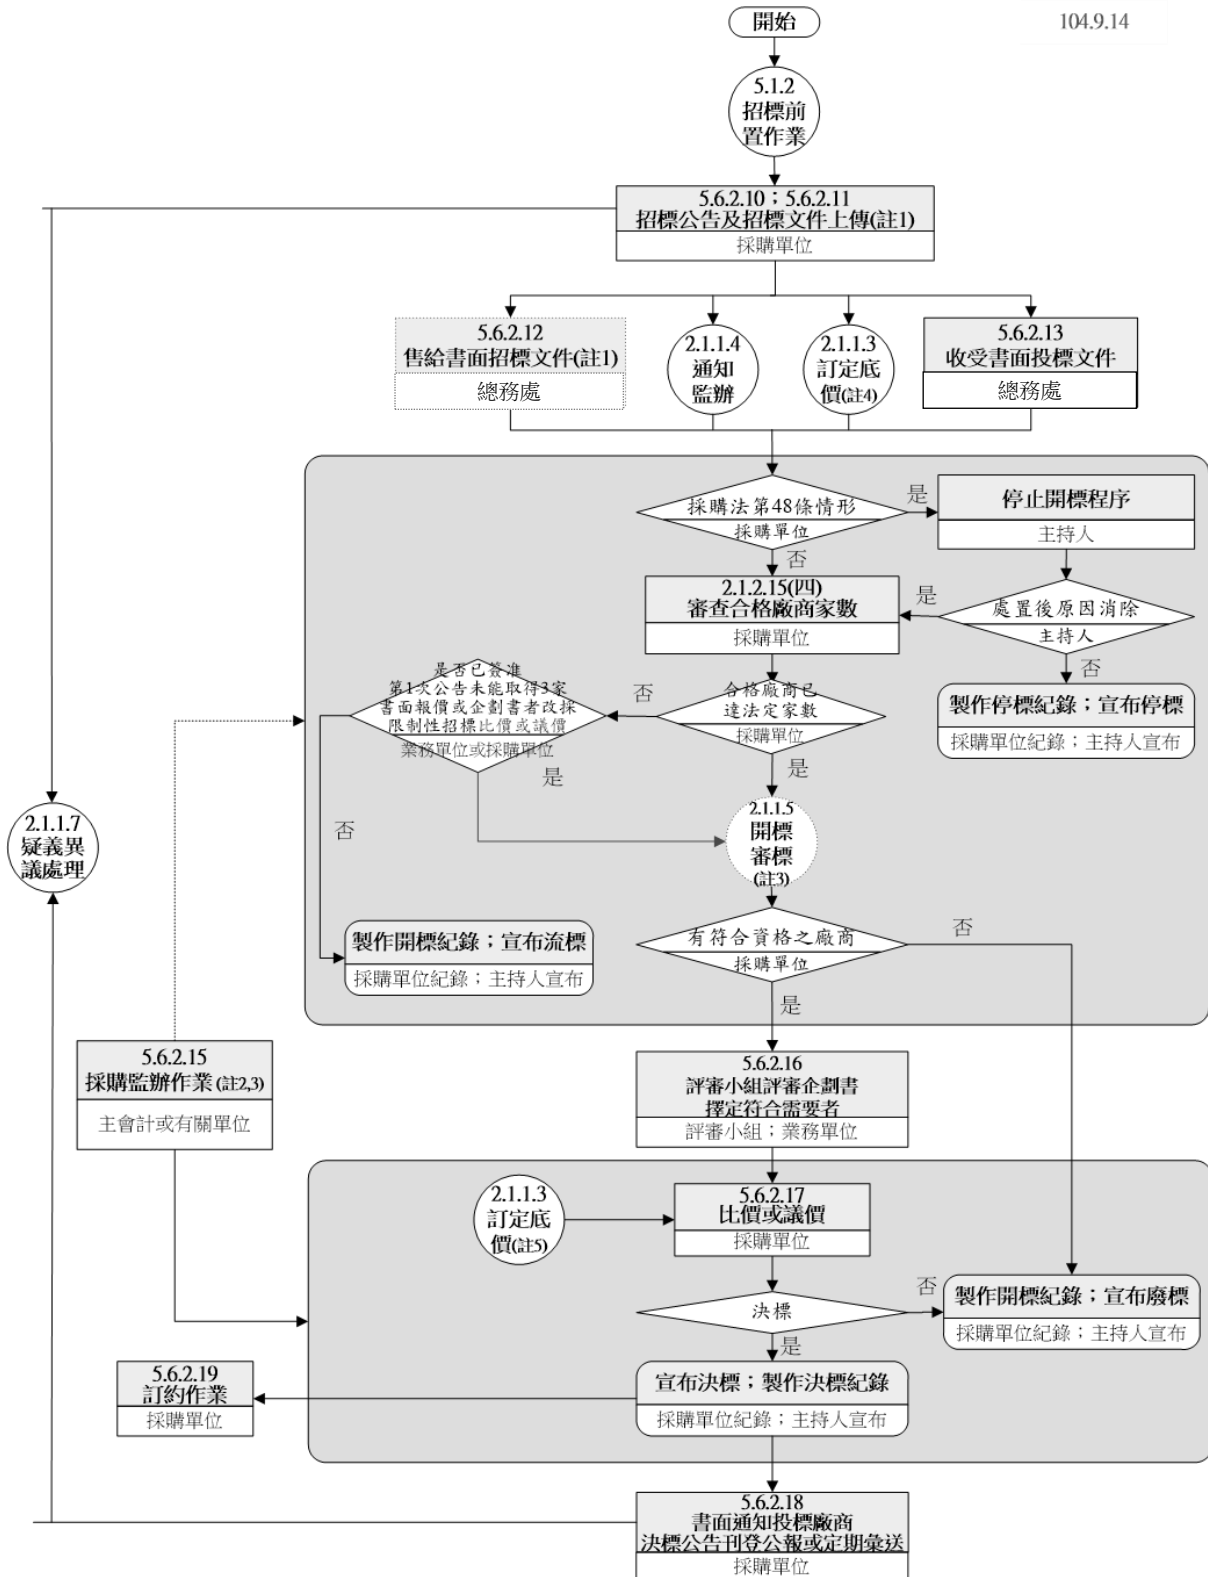 開始
104.9.14
5.1.2
招標前
置作業
5.6.2.10；5.6.2.11
招標公告及招標文件上傳(註1)
採購單位
5.6.2.12
售給書面招標文件(註1)
總務處
2.1.1.4
通知
監辦
2.1.1.3
訂定底
價(註4)
5.6.2.13
收受書面投標文件
總務處
採購法第48條情形
採購單位
是
停止開標程序
主持人
否
2.1.2.15(四)
審查合格廠商家數
採購單位
是
處置後原因消除
主持人
否
製作停標紀錄；宣布停標
採購單位紀錄；主持人宣布
是否已簽准
第1次公告未能取得3家
書面報價或企劃書者改採
限制性招標比價或議價
業務單位或採購單位
否
合格廠商已
達法定家數
採購單位
是
是
否
2.1.1.5
開標
審標
(註3)
2.1.1.7
疑義異
議處理
製作開標紀錄；宣布流標
採購單位紀錄；主持人宣布
有符合資格之廠商
採購單位
否
是
5.6.2.15
採購監辦作業(註2,3)
主會計或有關單位
5.6.2.16
評審小組評審企劃書
擇定符合需要者
評審小組；業務單位
2.1.1.3
訂定底
價(註5)
5.6.2.17
比價或議價
採購單位
決標
否
製作開標紀錄；宣布廢標
採購單位紀錄；主持人宣布
是
宣布決標；製作決標紀錄
採購單位紀錄；主持人宣布
5.6.2.19
訂約作業
採購單位
5.6.2.18
書面通知投標廠商
決標公告刊登公報或定期彙送
採購單位